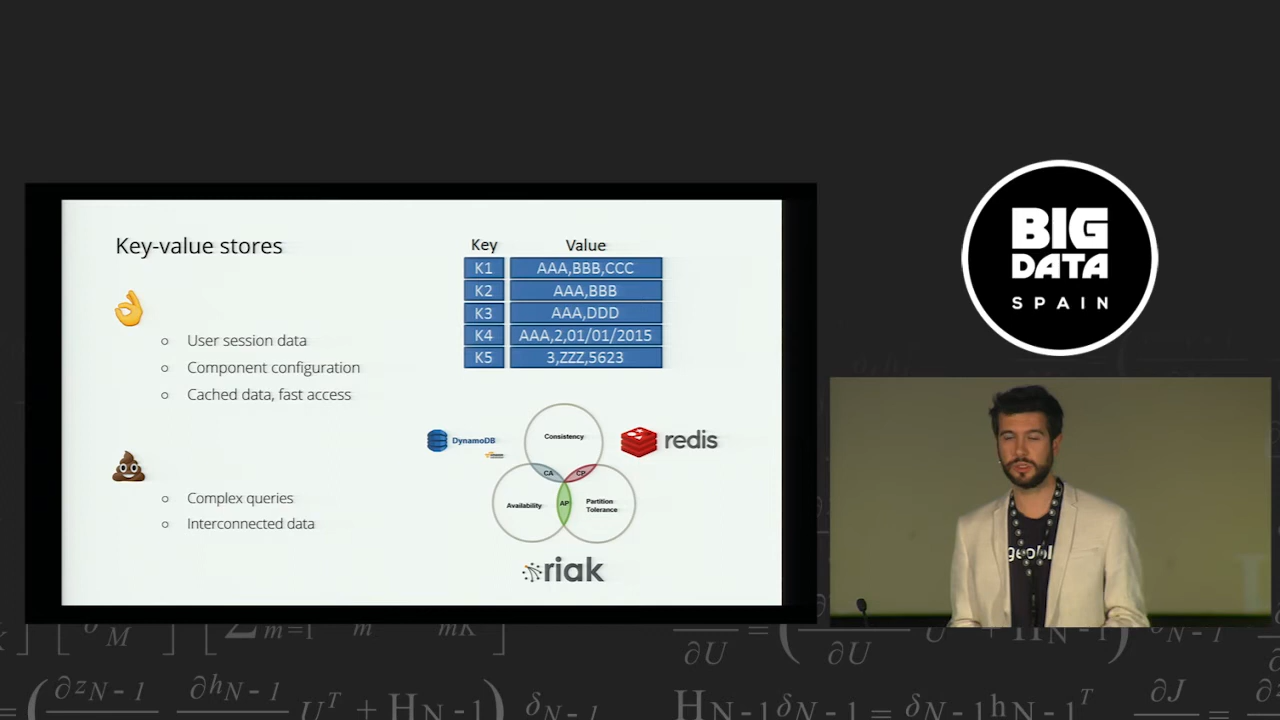 Key-value stores
User session data
Component configuration
Cached data, fast access
Complex queries
Interconnected data
Key Value
K1 AAA,BBB,CCC
K2 AAA,BBB
K3 AAA,DDD
K4 AAA,2,01/01/2015
K5 3,ZZZ,5623
DynamoDB
redis
Consistency
CA
CP
Availability
AP
Partition
Tolerance
riak
BIG
DATA
SPAIN
geobl